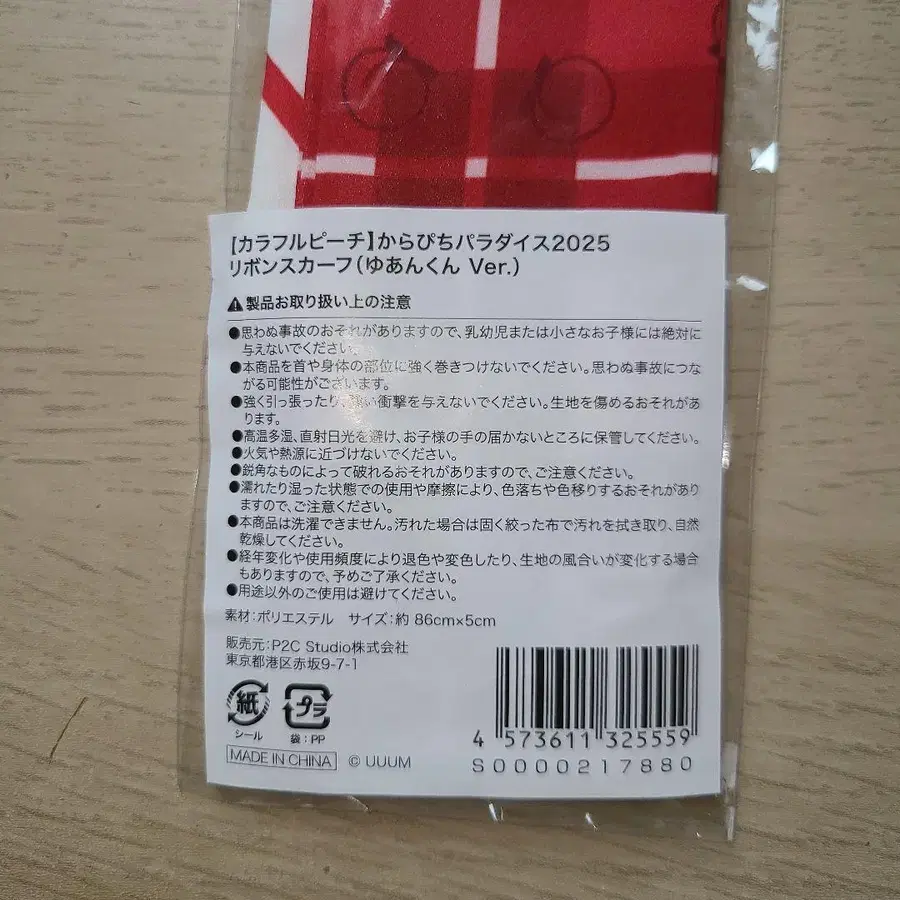 【カラフルピーチ】からぴちパラダイス2025
リボンスカーフ(ゆあんくん Ver.)
製品お取り扱い上の注意
●思わぬ事故のおそれがありますので、乳幼児または小さなお子様には絶対に
与えないでください。
●本商品を首や身体の部位に強く巻きつけないでください。思わぬ事故につな
がる可能性がございます。
●強く引っ張ったり、強い衝撃を与えないでください。生地を傷めるおそれがあ
ります。
●高温多湿、直射日光を避け、お子様の手の届かないところに保管してください。
●火気や熱源に近づけないでください。
●鋭角なものによって破れるおそれがありますので、ご注意ください。
●濡れたり湿った状態での使用や摩擦により、色落ちや色移りするおそれがあり
ますので、ご注意ください。
●本商品は洗濯できません。汚れた場合は固く絞った布で汚れを拭き取り、自然
乾燥してください。
●経年変化や使用頻度により退色や変色したり、生地の風合いが変化する場合
もありますので、予めご了承ください。
●用途以外のご使用は避けてください。
素材:ポリエステル サイズ:約 86cm×5cm
販売元:P2C Studio株式会社
東京都港区赤坂9-7-1
紙 プラ
シール 袋:PP
MADE IN CHINA © UUUM
4 573611 325559
S0000217880